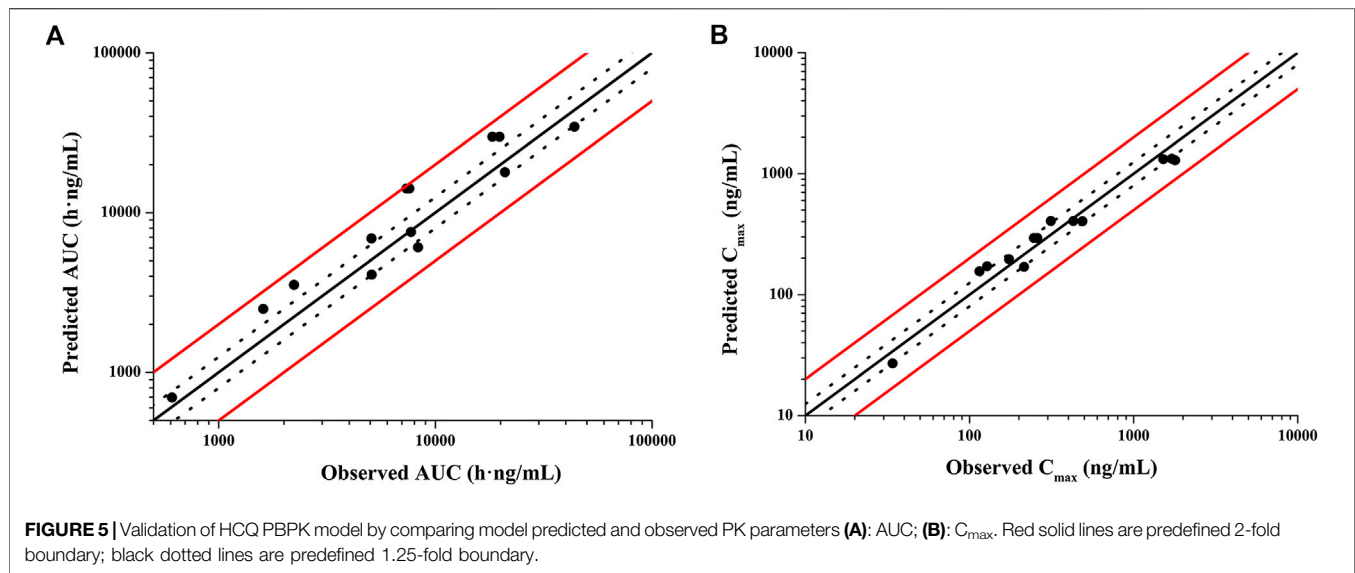 A
B
100000
10000
1000
Predicted AUC (h·ng/mL)
1000
10000
100000
Observed AUC (h·ng/mL)
10000
1000
100
10
Predicted Cmax (ng/mL)
10
100
1000
10000
Observed Cmax (ng/mL)
FIGURE 5 | Validation of HCQ PBPK model by comparing model predicted and observed PK parameters (A): AUC; (B): Cmax. Red solid lines are predefined 2-fold
boundary; black dotted lines are predefined 1.25-fold boundary.